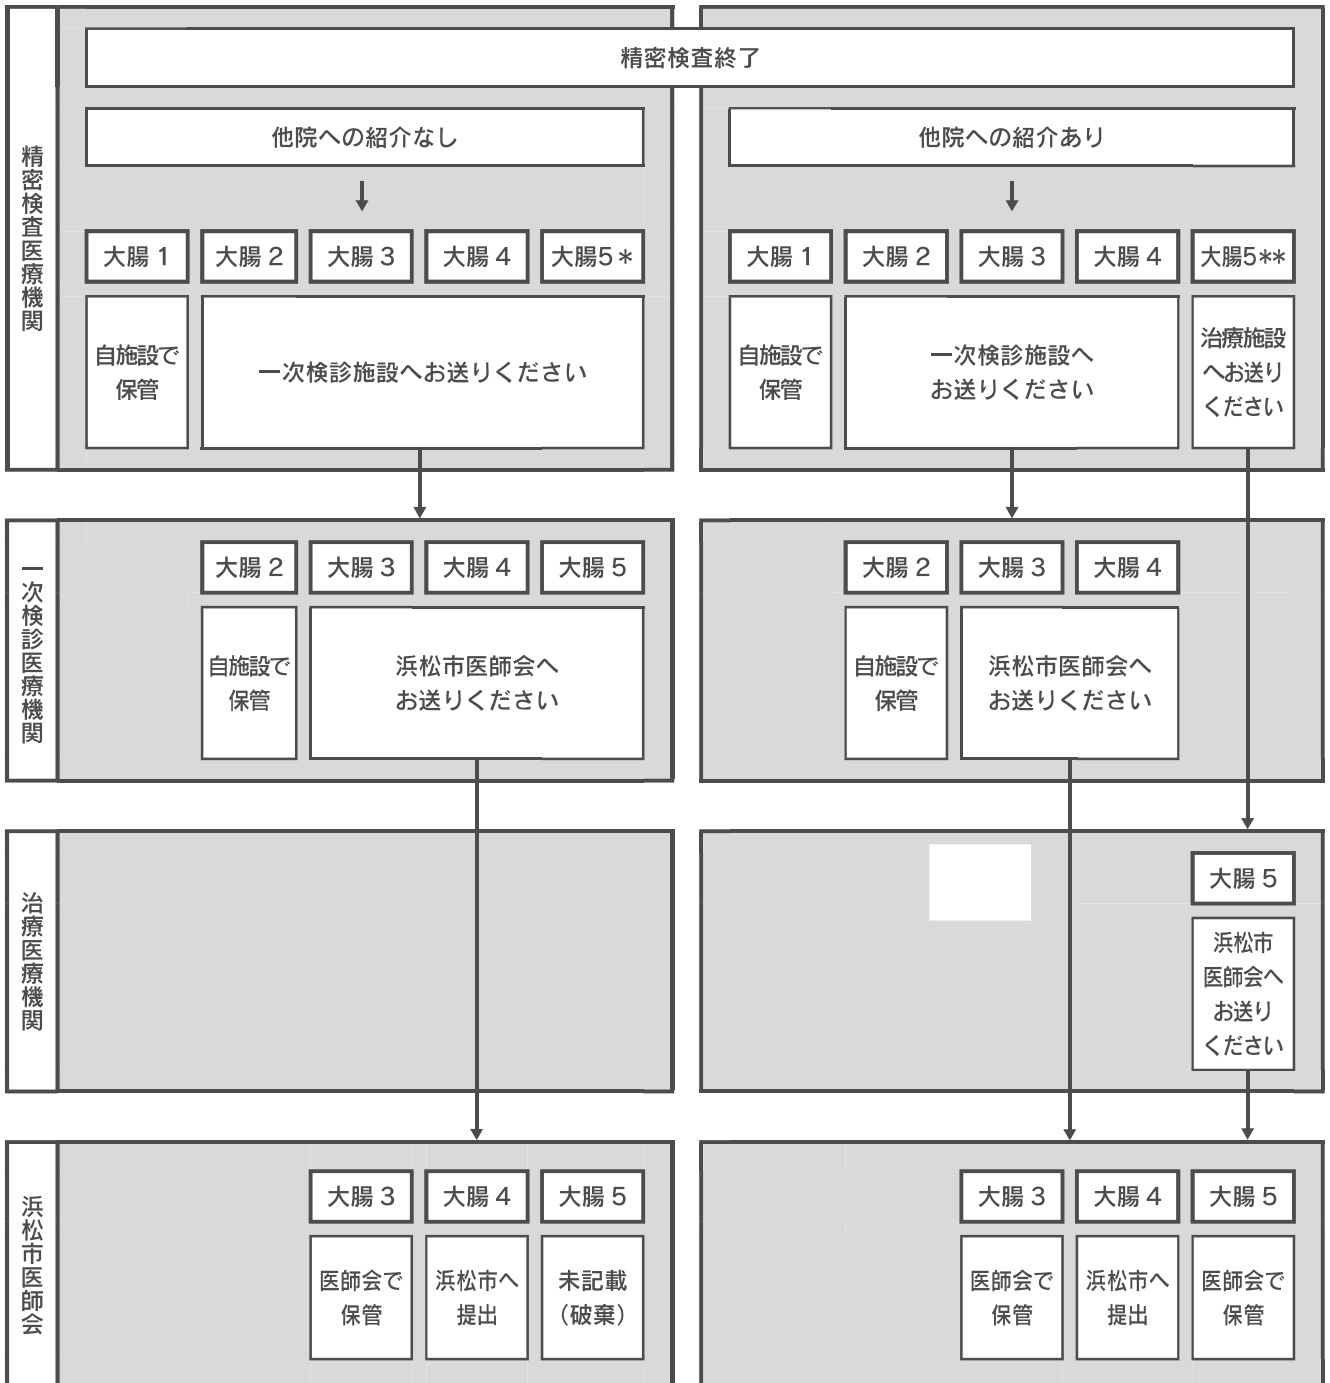 精密検査医療機関
精密検査終了
他院への紹介なし
大腸 1
大腸 2
大腸 3
大腸 4
大腸5＊
自施設で
保管
一次検診施設へお送りください
他院への紹介あり
大腸 1
大腸 2
大腸 3
大腸 4
大腸5**
自施設で
保管
一次検診施設へ
お送りください
治療施設
へお送り
ください
一次検診医療機関
大腸 2
大腸 3
大腸 4
大腸 5
自施設で
保管
浜松市医師会へ
お送りください
大腸 2
大腸 3
大腸 4
自施設で
保管
浜松市医師会へ
お送りください
治療医療機関
大腸 5
浜松市
医師会へ
お送り
ください
浜松市医師会
大腸 3
大腸 4
大腸 5
医師会で
保管
浜松市へ
提出
未記載
（破棄）
大腸 3
大腸 4
大腸 5
医師会で
保管
浜松市へ
提出
医師会で
保管